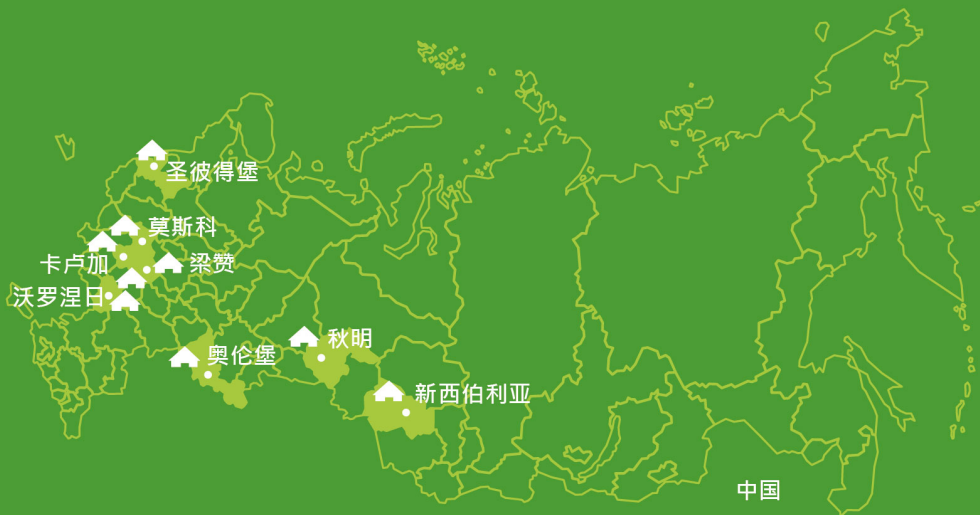 圣彼得堡
莫斯科
卡卢加
梁赞
沃罗涅日
秋明
奥伦堡
新西伯利亚
中国